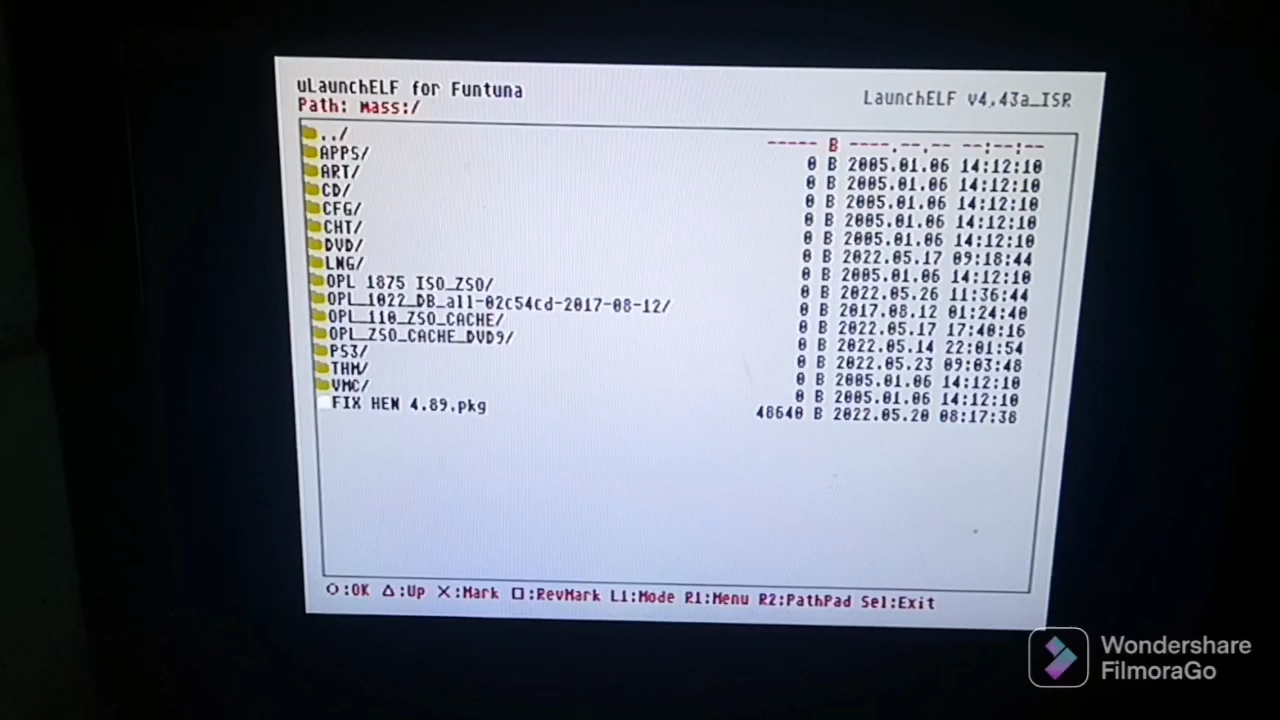 uLaunchELF for Funtuna
LaunchELF v4,43a_ISR
Path: mass:/
../ ----- B ----.--.-- --:--:--
APPS/ 0 B 2005.01.06 14:12:10
ART/ 0 B 2005.01.06 14:12:10
CD/ 0 B 2005.01.06 14:12:10
CFG/ 0 B 2005.01.06 14:12:10
CHT/ 0 B 2005.01.06 14:12:10
DVD/ 0 B 2022.05.17 09:18:44
LNG/ 0 B 2005.01.06 14:12:10
OPL 1875 ISO_ZSO/ 0 B 2022.05.26 11:36:44
OPL_1022_DB_all-02c54cd-2017-08-12/ 0 B 2017.08.12 01:24:40
OPL_110_ZSO_CACHE/ 0 B 2022.05.17 17:40:16
OPL_ZSO_CACHE_DVD9/ 0 B 2022.05.14 22:01:54
PS3/ 0 B 2022.05.23 09:03:48
THM/ 0 B 2005.01.06 14:12:10
VMC/ 0 B 2005.01.06 14:12:10
FIX HEN 4.89.pkg 48640 B 2022.05.20 08:17:38
O:OK △:Up X:Mark □:RevMark L1:Mode R1:Menu R2:PathPad Sel:Exit
Wondershare
FilmoraGo